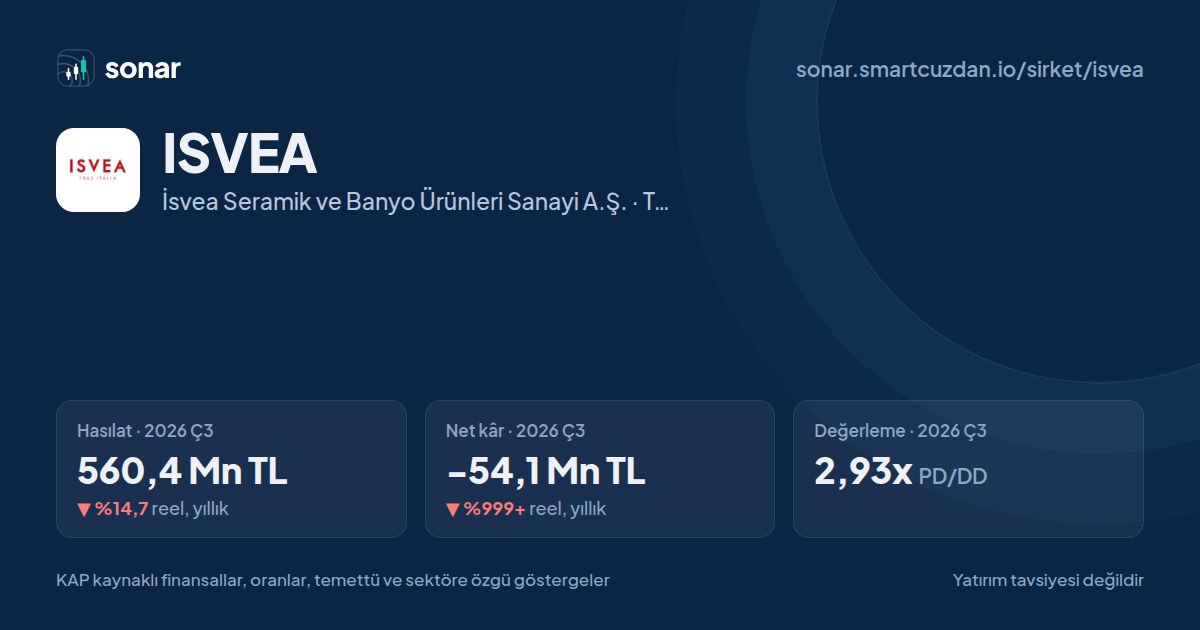 sonar
sonar.smartcuzdan.io/sirket/isvea
ISVEA
1962 ITALIA
ISVEA
İsvea Seramik ve Banyo Ürünleri Sanayi A.Ş. · T...
Hasılat · 2026 Ç3
560,4 Mn TL
▼ %14,7 reel, yıllık
Net kâr · 2026 Ç3
−54,1 Mn TL
▼ %999+ reel, yıllık
Değerleme · 2026 Ç3
2,93x PD/DD
KAP kaynaklı finansallar, oranlar, temettü ve sektöre özgü göstergeler
Yatırım tavsiyesi değildir